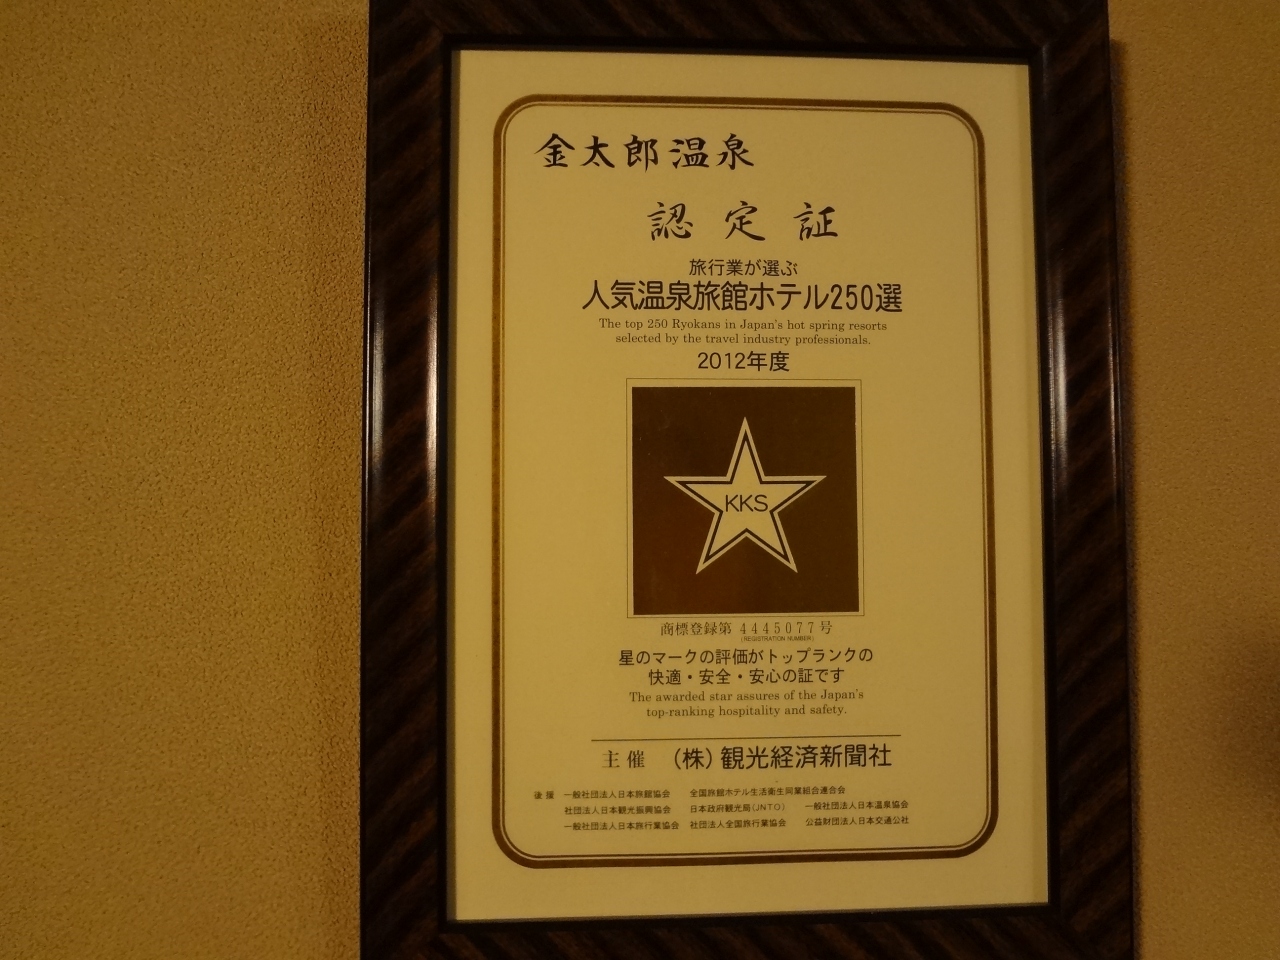 金太郎温泉
認定証
旅行業が選ぶ
人気温泉旅館ホテル250選
The top 250 Ryokans in Japan's hot spring resorts
selected by the travel industry professionals.
2012年度
KKS
商標登録第 4445077号
(REGISTRATION NUMBER)
星のマークの評価がトップランクの
快適・安全・安心の証です
The awarded star assures of the Japan's
top-ranking hospitality and safety.
主催 (株)観光経済新聞社
後援 一般社団法人日本旅館協会 全国旅館ホテル生活衛生同業組合連合会
社団法人日本観光振興協会 日本政府観光局(JNTO) 一般社団法人日本温泉協会
一般社団法人日本旅行業協会 社団法人全国旅行業協会 公益財団法人日本交通公社